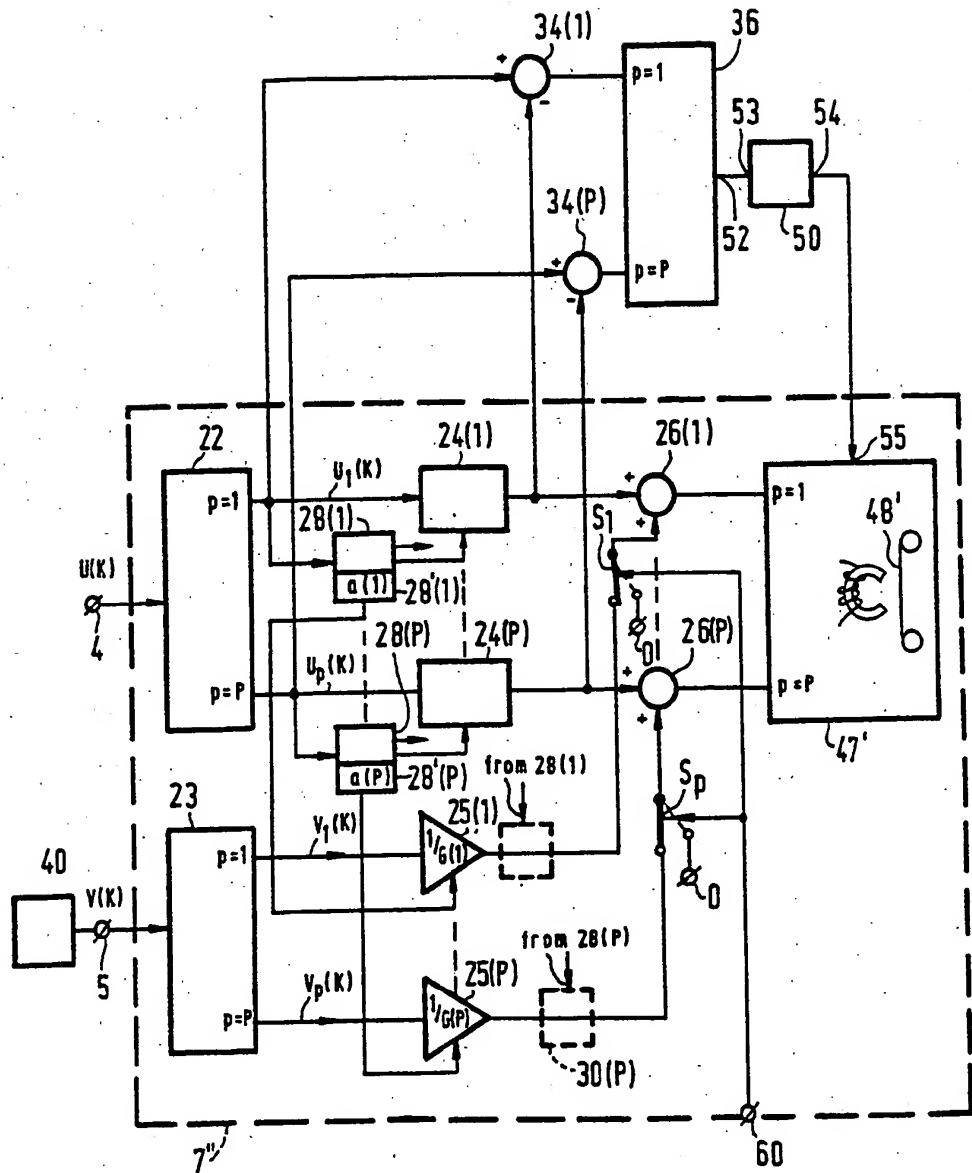 34(1)
36
+
p=1
-
53
54
34(P)
52
50
+
p=P
-
22
24(1)
26(1)
55
p=1
U1(K)
+
p=1
28(1)
S1
+
48'
U(K)
a(1)
28'(1)
4
28(P)
24(P)
0
26(P)
Up(K)
+
p=P
p=P
+
47'
a(P)
28'(P)
from 28(1)
Sp
23
25(1)
V1(K)
p=1
1/G(1)
40
V(K)
0
5
from 28(P)
25(P)
Vp(K)
p=P
1/G(P)
30(P)
7"
60